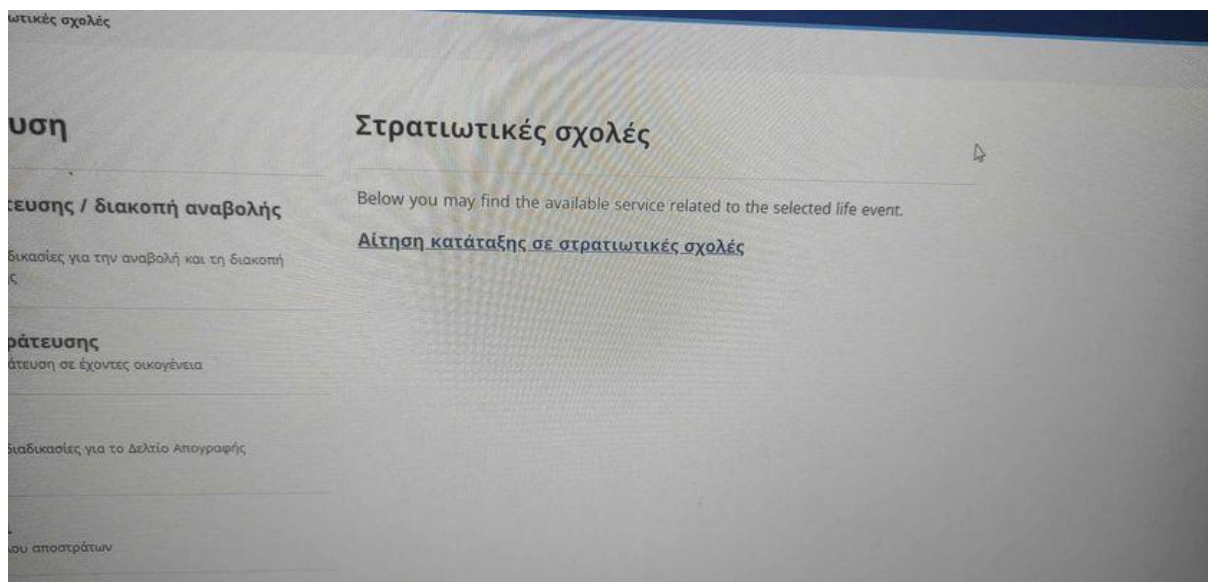 ωτικές σχολές
υση
Στρατιωτικές σχολές
τευσης / διακοπή αναβολής
Below you may find the available service related to the selected life event.
Αίτηση κατάταξης σε στρατιωτικές σχολές
δικασίες για την αναβολή και τη διακοπή
ς
ράτευσης
άτευση σε έχοντες οικογένεια
διαδικασίες για το Δελτίο Απογραφής
ου αποστράτων